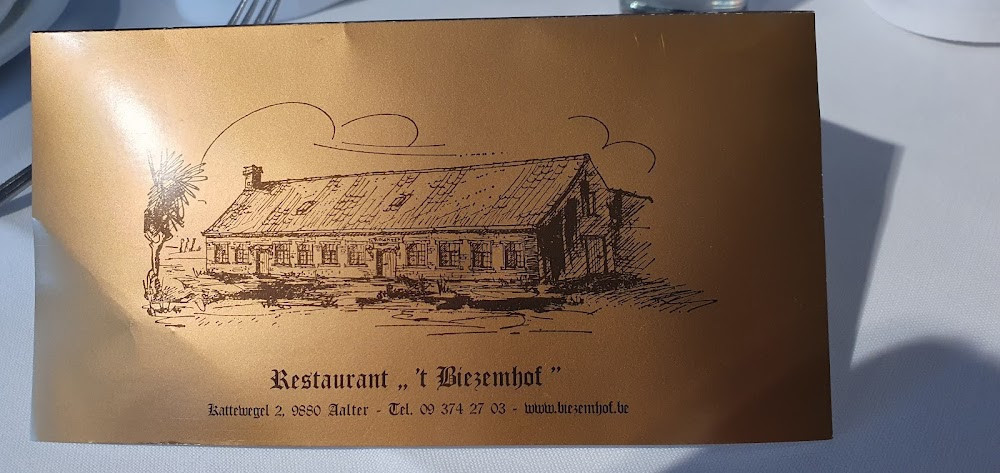 Restaurant „ 't Biezemhof ”
Kattewegel 2, 9880 Aalter - Tel. 09 374 27 03 - www.biezemhof.be